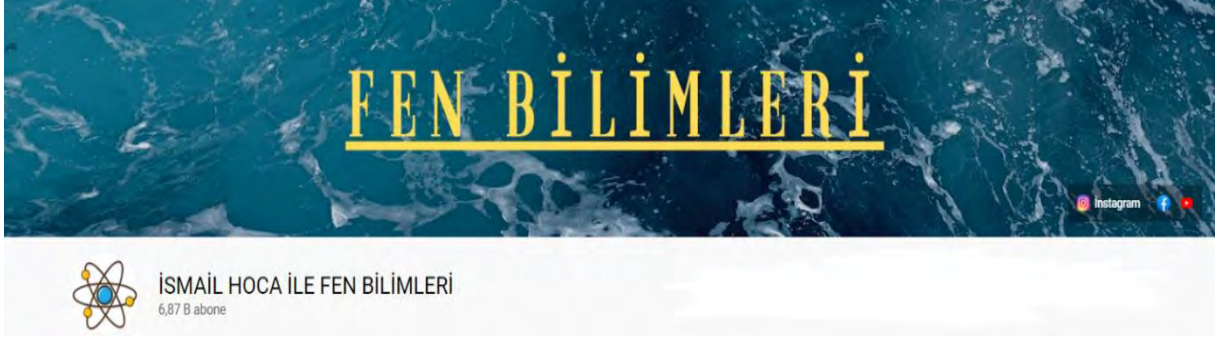 FEN BİLİMLERİ
instagram
İSMAİL HOCA İLE FEN BİLİMLERİ
6,87 B abone